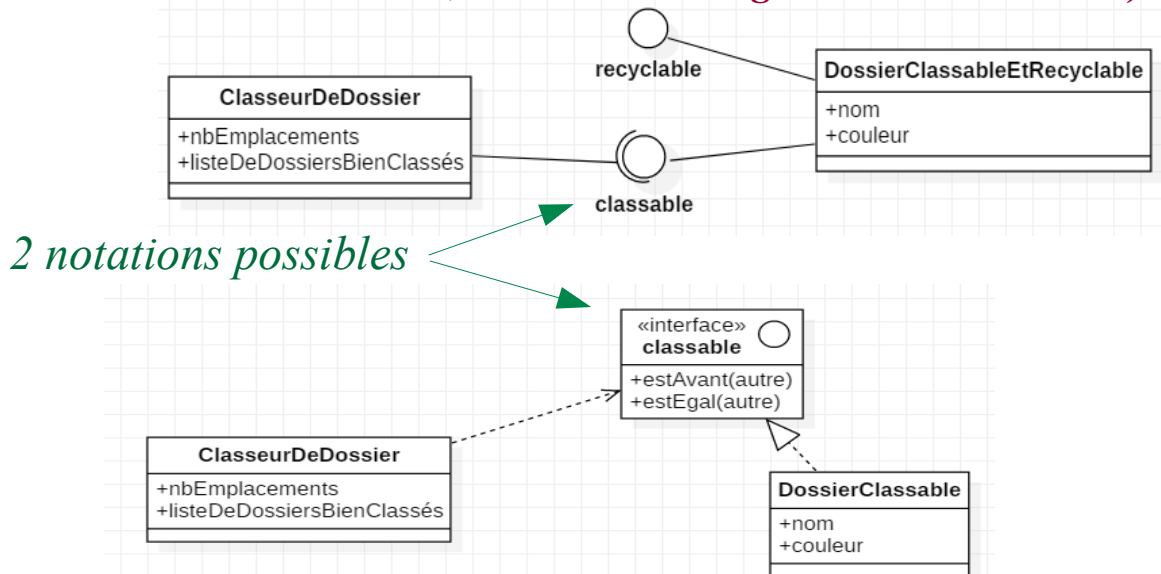 recyclable
ClasseurDeDossier
+nbEmplacements
+listeDeDossiersBienClassés
DossierClassableEtRecyclable
+nom
+couleur
classable
2 notations possibles
«interface»
classable
+estAvant(autre)
+estEgal(autre)
ClasseurDeDossier
+nbEmplacements
+listeDeDossiersBienClassés
DossierClassable
+nom
+couleur